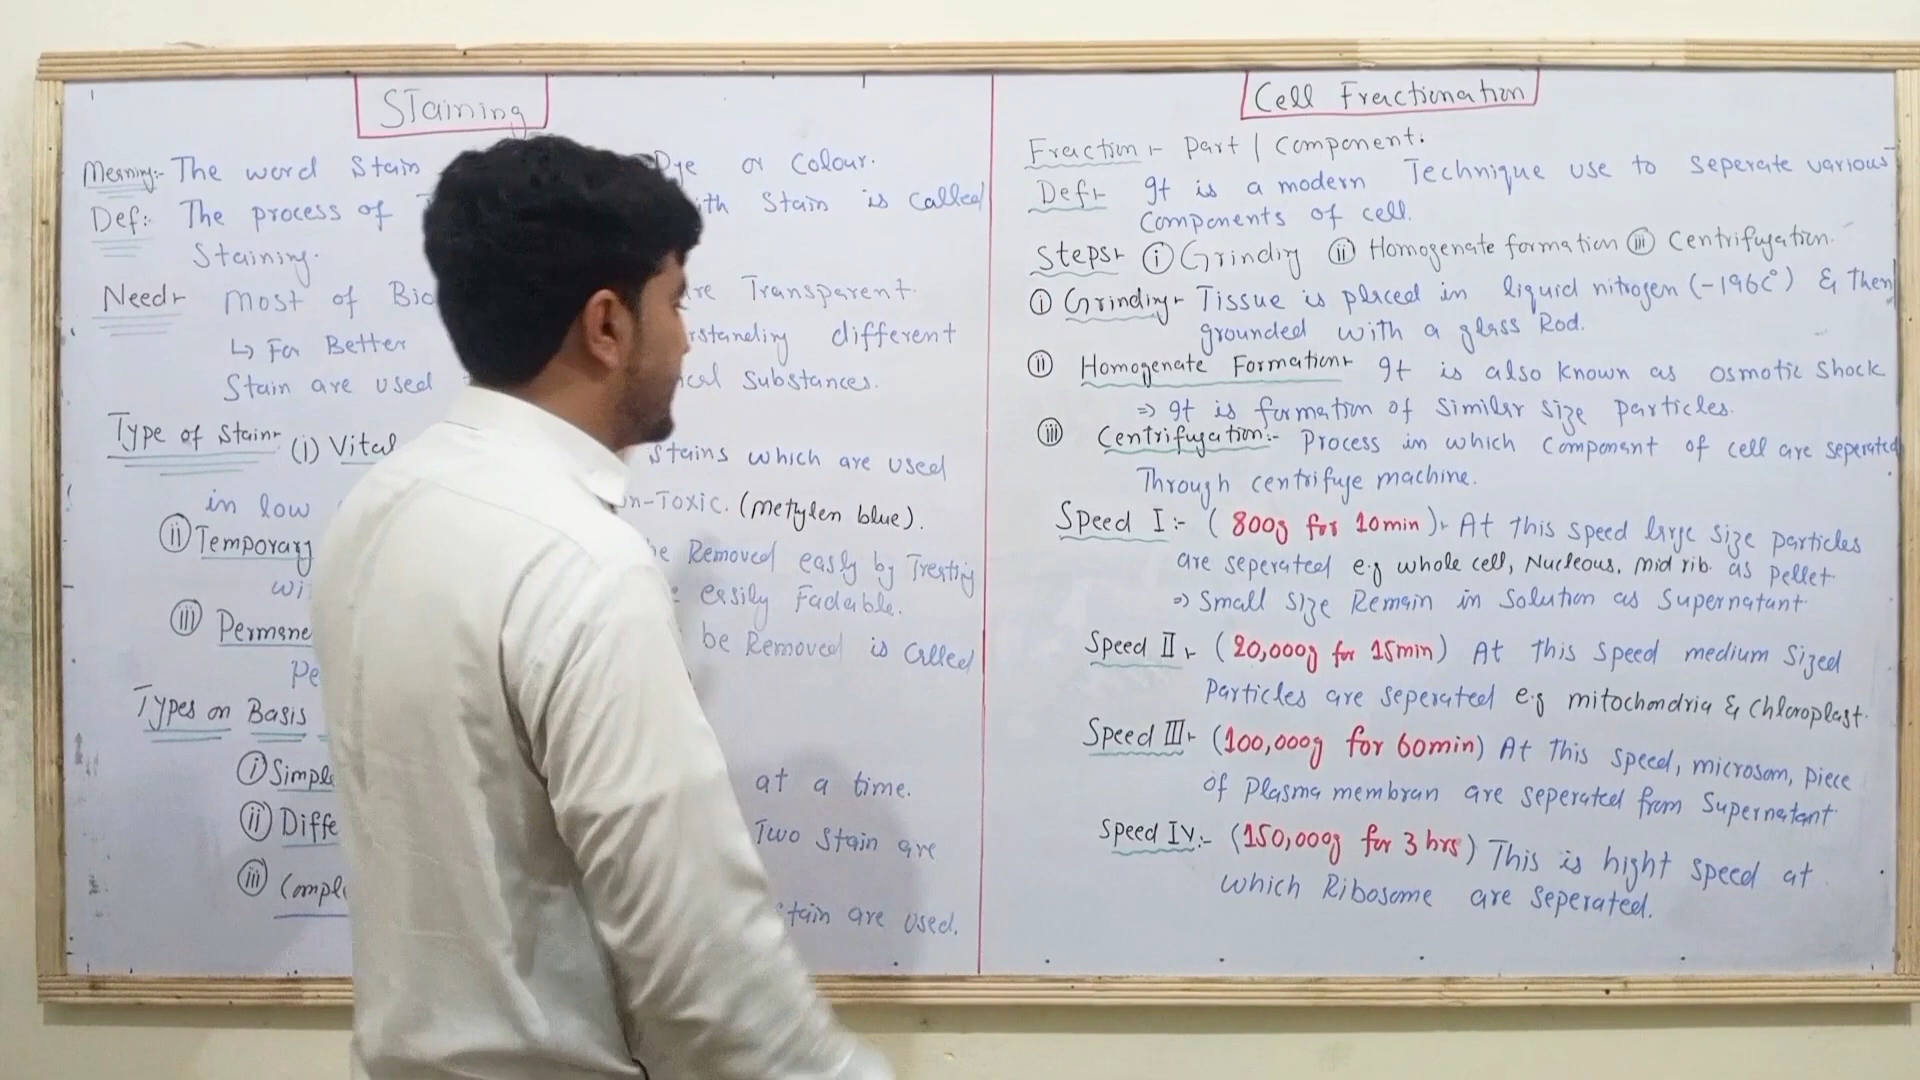 Staining
Meaning:- The word Stain Dye or Colour.
Def:- The process of with Stain is called
Staining.
Need:- Most of are Transparent.
↳ For Better different
Stain are used Substances.
Type of Stain:- (i) Vital stains which are used
in low Non-Toxic. (metylen blue).
(ii) Temporary be Removed easily by Treating
easily Fadable.
(iii) be Removed is called
Types on Basis
(i) at a time.
(ii) Two Stain are
(iii) Stain are used.
Cell Fractionation
Fraction:- Part / Component.
Def:- It is a modern Technique use to seperate various
Components of cell.
Steps:- (i) Grinding (ii) Homogenate formation (iii) Centrifugation.
(i) Grinding:- Tissue is placed in liquid nitrogen (-196c°) & then
grounded with a glass Rod.
(ii) Homogenate Formation:- It is also known as osmotic shock
=> It is formation of Similar size particles.
(iii) Centrifugation:- Process in which Component of cell are seperated
Through centrifuge machine.
Speed I:- (800g for 10min):- At this speed large size particles
are seperated e.g whole cell, Nucleous, mid rib. as pellet.
=> Small size Remain in Solution as Supernatant
Speed II:- (20,000g for 15min) At this speed medium Sized
Particles are seperated e.g mitochondria & chloroplast.
Speed III:- (100,000g for 60min) At This speed, microsom, piece
of Plasma membran are seperated from Supernatant
Speed IV:- (150,000g for 3 hrs) This is hight speed at
which Ribosome are seperated.